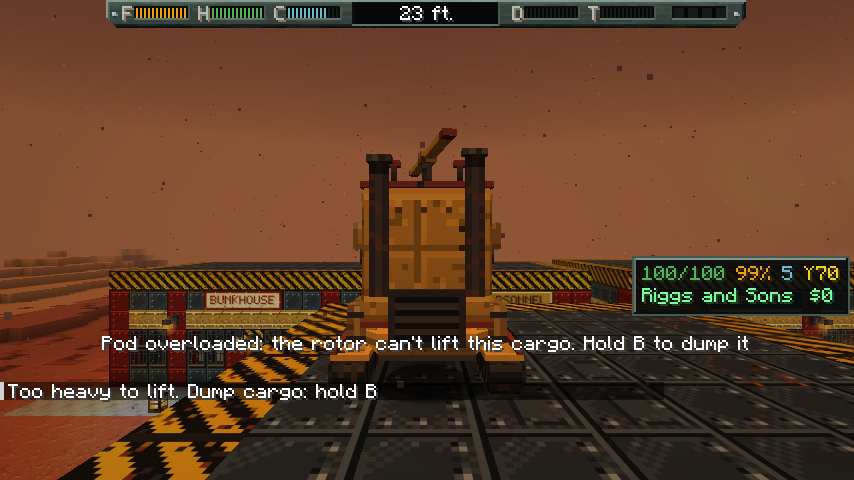 F H C 23 ft. D T
100/100 99% 5 Y70
Riggs and Sons $0
BUNKHOUSE
Pod overloaded: the rotor can't lift this cargo. Hold B to dump it
Too heavy to lift. Dump cargo: hold B